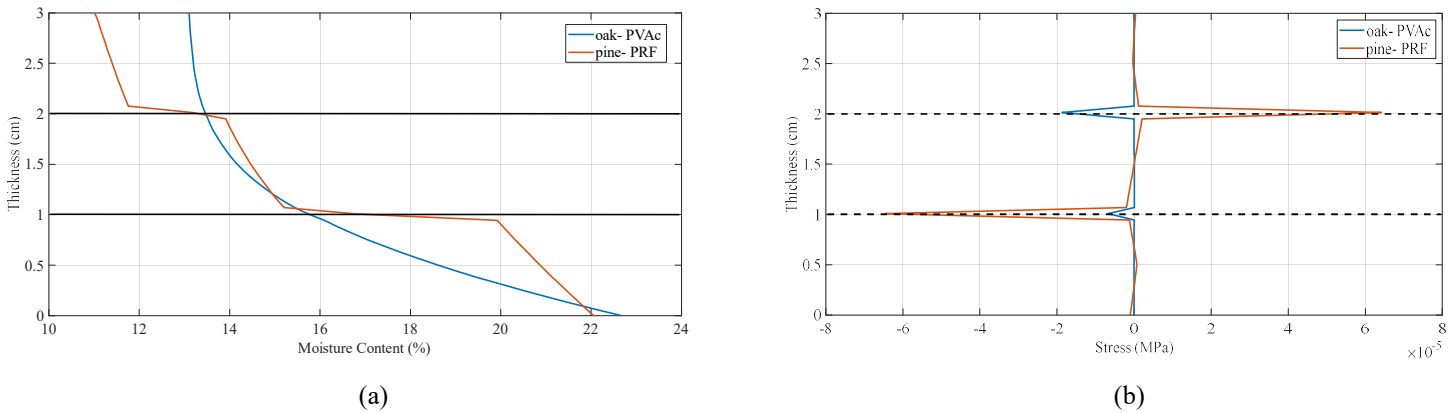 3
2.5
2
1.5
1
0.5
0
Thickness (cm)
10 12 14 16 18 20 22 24
Moisture Content (%)
oak- PVAc
pine- PRF
(a)
3
2.5
2
1.5
1
0.5
0
Thickness (cm)
-8 -6 -4 -2 0 2 4 6 8
Stress (MPa)
×10-5
oak- PVAc
pine- PRF
(b)